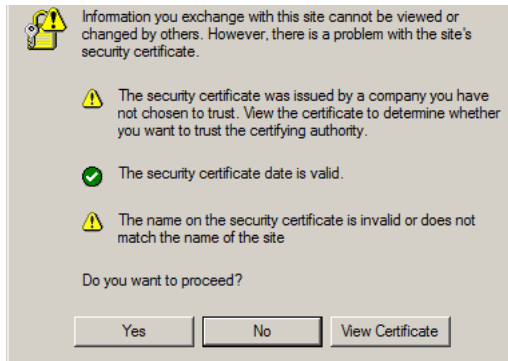 Information you exchange with this site cannot be viewed or
changed by others. However, there is a problem with the site's
security certificate.
The security certificate was issued by a company you have
not chosen to trust. View the certificate to determine whether
you want to trust the certifying authority.
The security certificate date is valid.
The name on the security certificate is invalid or does not
match the name of the site
Do you want to proceed?
Yes No View Certificate